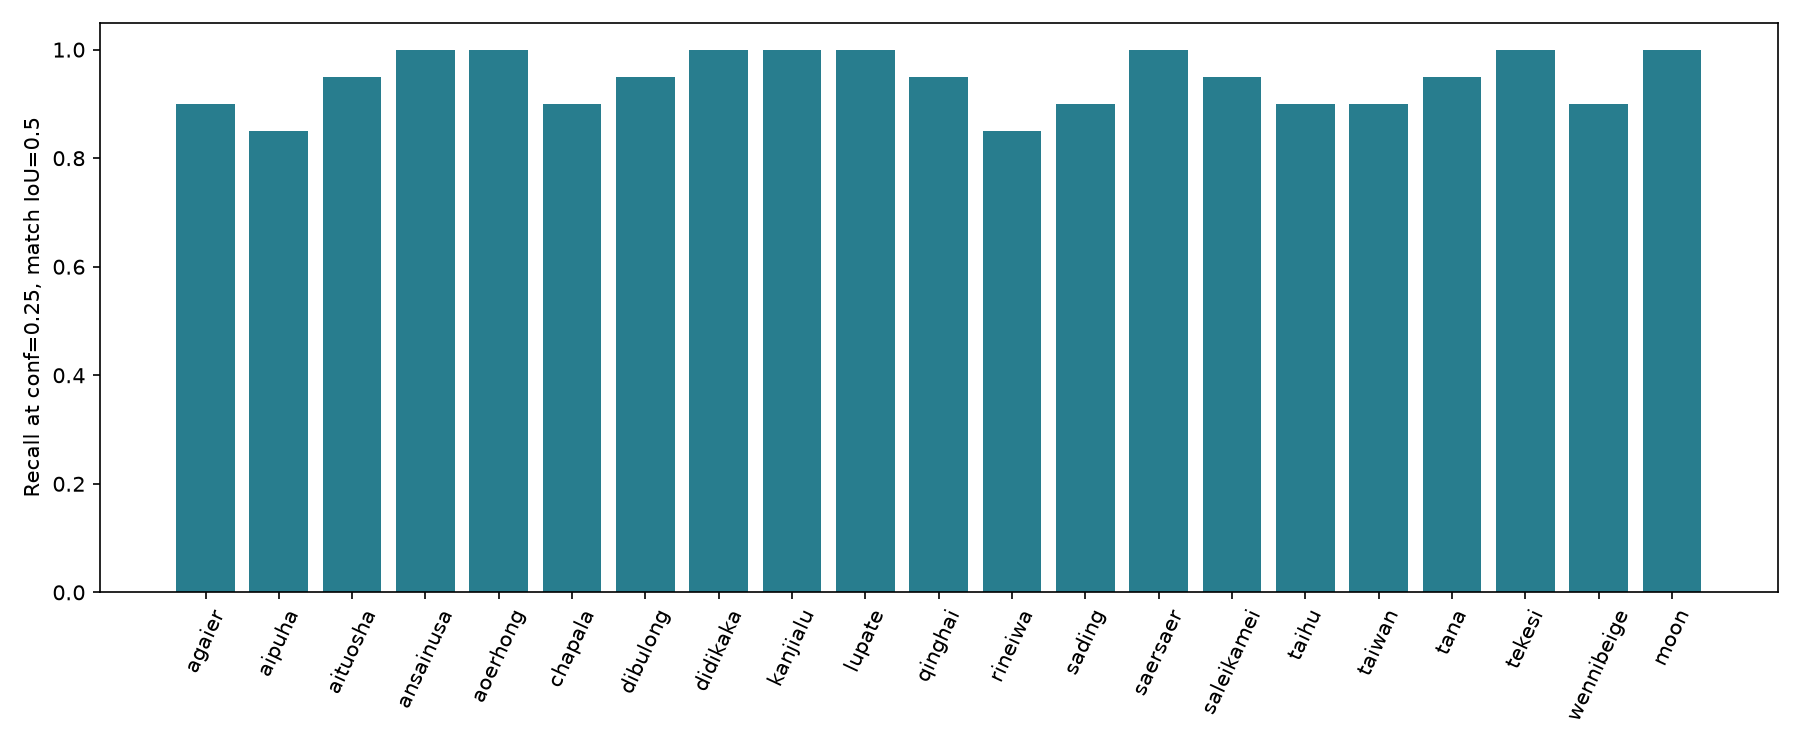 Recall at conf=0.25, match IoU=0.5
1.0
0.8
0.6
0.4
0.2
0.0
agaier
aipuha
aituosha
ansainusa
aoerhong
chapala
dibulong
didikaka
kanjialu
lupate
qinghai
rineiwa
sading
saersaer
saleikamei
taihu
taiwan
tana
tekesi
wennibeige
moon